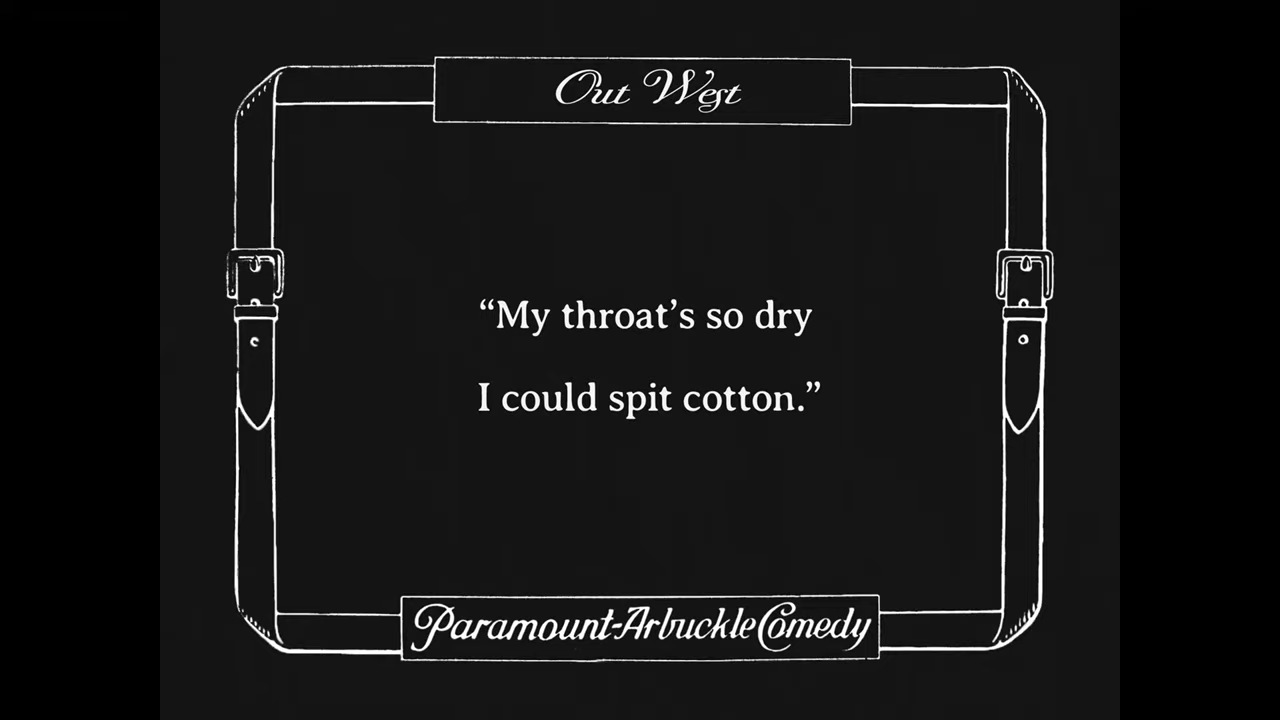 Out West
“My throat’s so dry
I could spit cotton.”
Paramount-Arbuckle Comedy